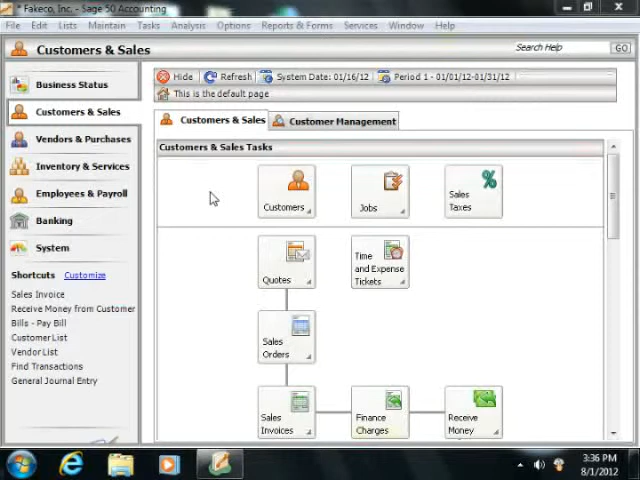 * Fakeco, Inc. - Sage 50 Accounting
File Edit Lists Maintain Tasks Analysis Options Reports & Forms Services Window Help
Customers & Sales
Search Help
GO
Business Status
Customers & Sales
Vendors & Purchases
Inventory & Services
Employees & Payroll
Banking
System
Shortcuts Customize
Sales Invoice
Receive Money from Customer
Bills - Pay Bill
Customer List
Vendor List
Find Transactions
General Journal Entry
Hide Refresh System Date: 01/16/12 Period 1 - 01/01/12-01/31/12
This is the default page
Customers & Sales Customer Management
Customers & Sales Tasks
Customers
Jobs
Sales
Taxes
Quotes
Time
and Expense
Tickets
Sales
Orders
Sales
Invoices
Finance
Charges
Receive
Money
3:36 PM
8/1/2012